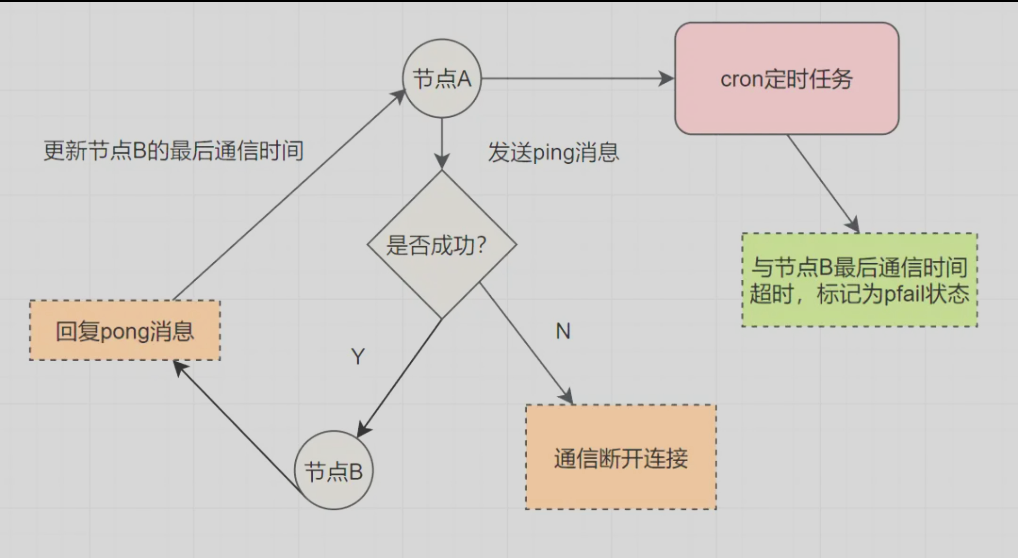 节点A
cron定时任务
更新节点B的最后通信时间
发送ping消息
是否成功？
与节点B最后通信时间
超时，标记为pfail状态
回复pong消息
Y
N
节点B
通信断开连接